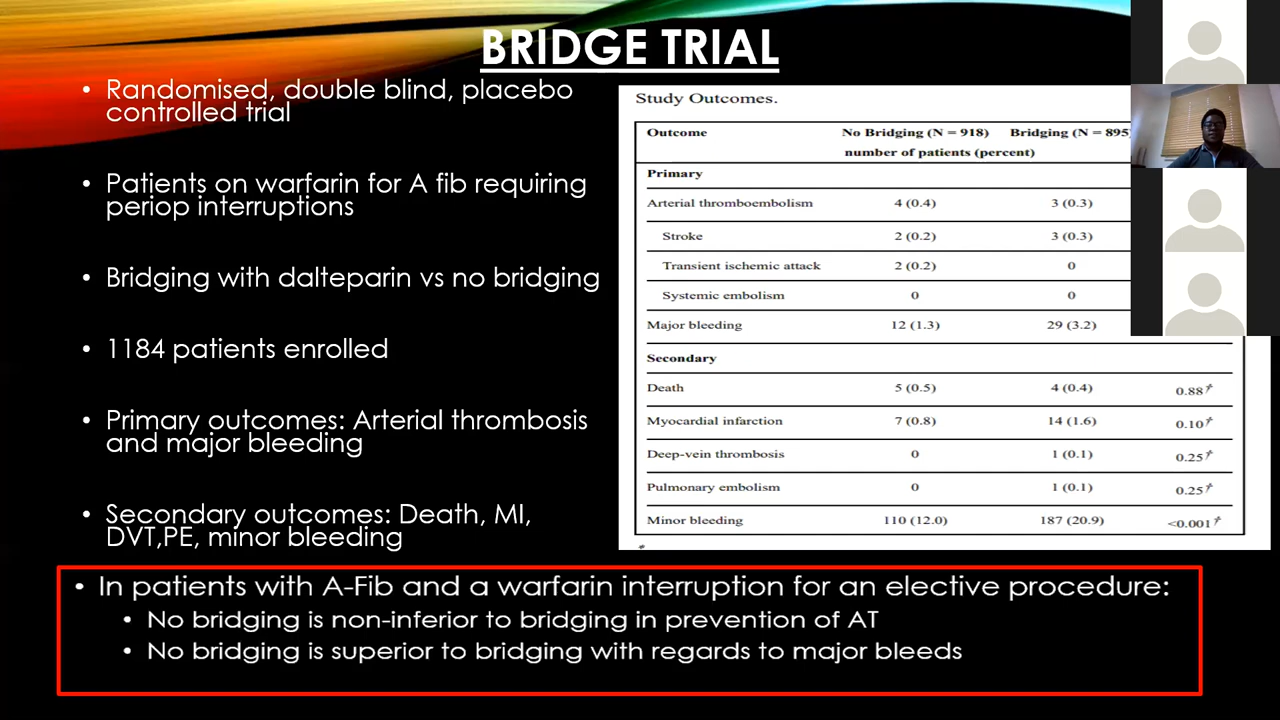 BRIDGE TRIAL
• Randomised, double blind, placebo
controlled trial
• Patients on warfarin for A fib requiring
periop interruptions
• Bridging with dalteparin vs no bridging
• 1184 patients enrolled
• Primary outcomes: Arterial thrombosis
and major bleeding
• Secondary outcomes: Death, MI,
DVT,PE, minor bleeding
Study Outcomes.
Outcome No Bridging (N = 918) Bridging (N = 895
number of patients (percent)
Primary
Arterial thromboembolism 4 (0.4) 3 (0.3)
Stroke 2 (0.2) 3 (0.3)
Transient ischemic attack 2 (0.2) 0
Systemic embolism 0 0
Major bleeding 12 (1.3) 29 (3.2)
Secondary
Death 5 (0.5) 4 (0.4) 0.88†
Myocardial infarction 7 (0.8) 14 (1.6) 0.10†
Deep-vein thrombosis 0 1 (0.1) 0.25†
Pulmonary embolism 0 1 (0.1) 0.25†
Minor bleeding 110 (12.0) 187 (20.9) <0.001†
*
• In patients with A-Fib and a warfarin interruption for an elective procedure:
• No bridging is non-inferior to bridging in prevention of AT
• No bridging is superior to bridging with regards to major bleeds